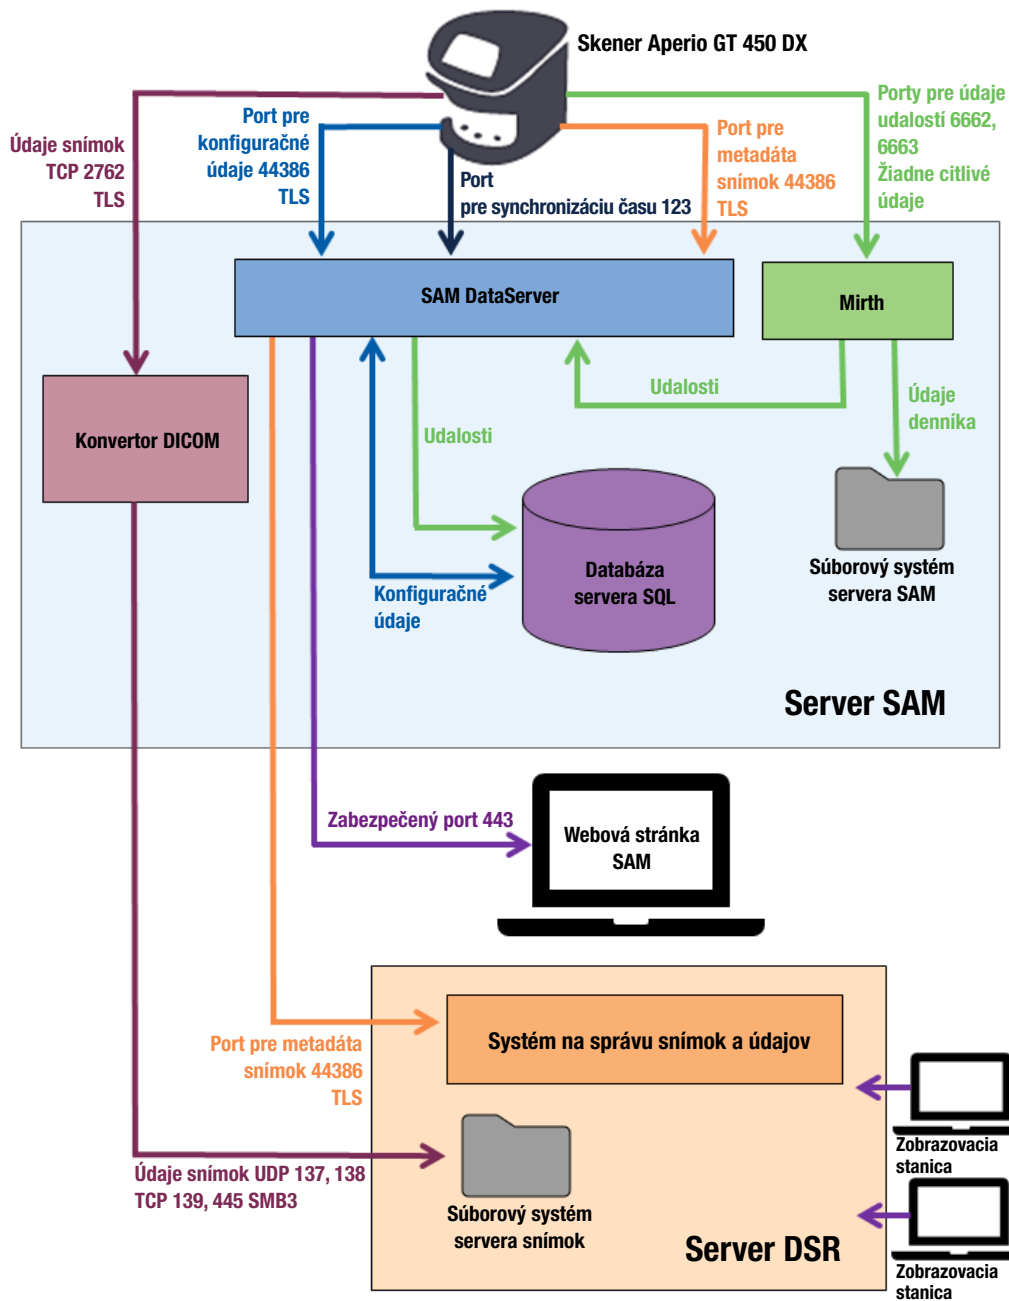 Skener Aperio GT 450 DX
Údaje snímok
TCP 2762
TLS
Port pre
konfiguračné
údaje 44386
TLS
Port
pre synchronizáciu času 123
Port pre
metadáta
snímok 44386
TLS
Porty pre údaje
udalostí 6662,
6663
Žiadne citlivé
údaje
SAM DataServer
Mirth
Konvertor DICOM
Udalosti
Udalosti
Údaje
denníka
Konfiguračné
údaje
Databáza
servera SQL
Súborový systém
servera SAM
Server SAM
Zabezpečený port 443
Webová stránka
SAM
Port pre metadáta
snímok 44386
TLS
Systém na správu snímok a údajov
Údaje snímok UDP 137, 138
TCP 139, 445 SMB3
Súborový systém
servera snímok
Server DSR
Zobrazovacia
stanica
Zobrazovacia
stanica